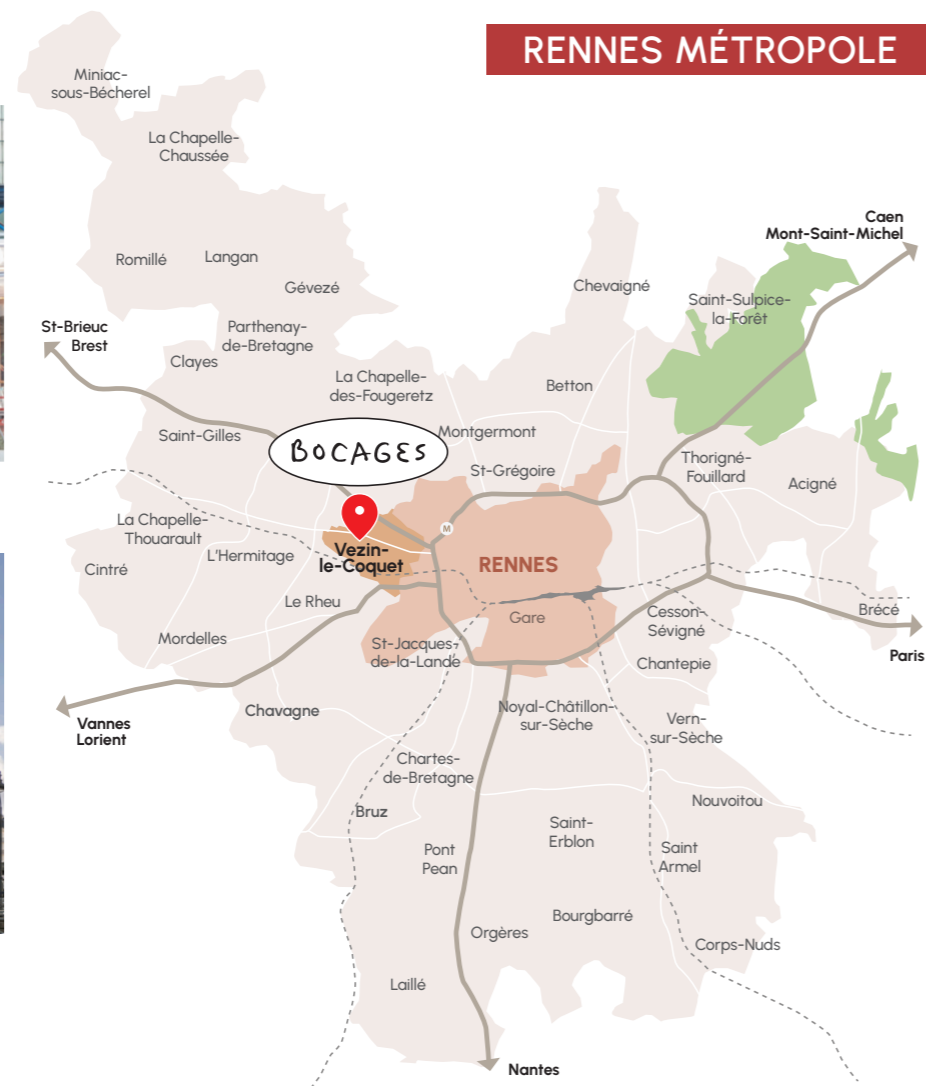 RENNES MÉTROPOLE
Miniac-
sous-Bécherel
La Chapelle-
Chaussée
Caen
Mont-Saint-Michel
Romillé
Langan
Gévezé
Chevaigné
Saint-Sulpice-
la-Forêt
St-Brieuc
Brest
Parthenay-
de-Bretagne
Clayes
La Chapelle
des-Fougeretz
Betton
Saint-Gilles
BOCAGES
Montgermont
St-Grégoire
Thorigné-
Fouillard
Acigné
La Chapelle-
Thouarault
M
L'Hermitage
Vezin-
le-Coquet
RENNES
Cintré
Le Rheu
Gare
Cesson-
Sévigné
Brécé
Mordelles
St-Jacques-
de-la-Lande
Chantepie
Paris
Vannes
Lorient
Chavagne
Noyal-Châtillon-
sur-Sèche
Vern-
sur-Sèche
Chartes-
de-Bretagne
Nouvoitou
Bruz
Saint-
Erblon
Pont
Pean
Saint
Armel
Bourgbarré
Orgères
Corps-Nuds
Laillé
Nantes